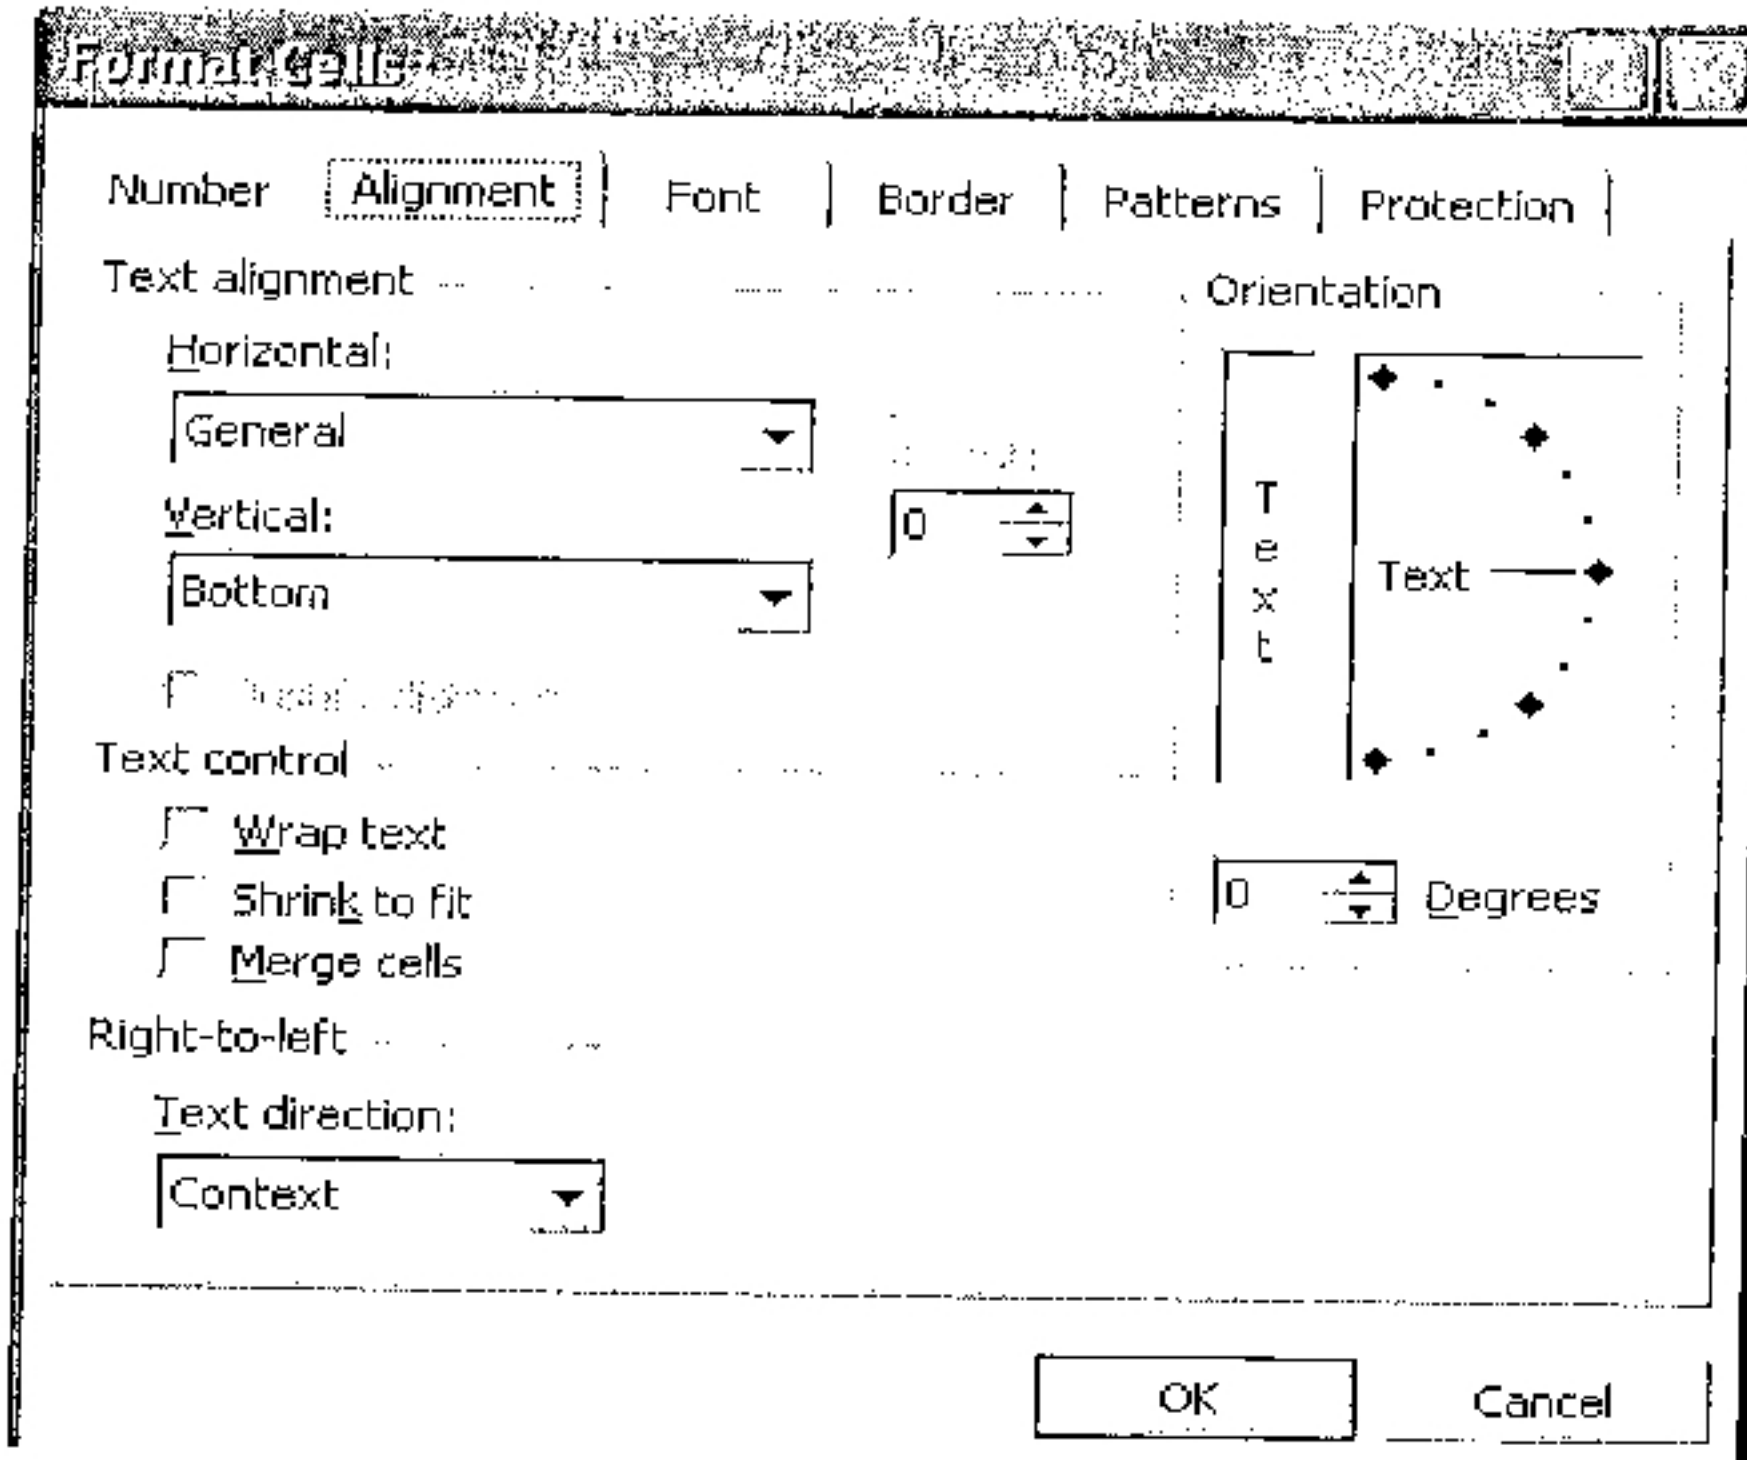 Format Cells
Number Alignment Font Border Patterns Protection
Text alignment
Horizontal:
General
Vertical:
Bottom
0
Text control
Wrap text
Shrink to fit
Merge cells
Right-to-left
Text direction:
Context
Orientation
T
e
x
t
Text
0 Degrees
OK Cancel